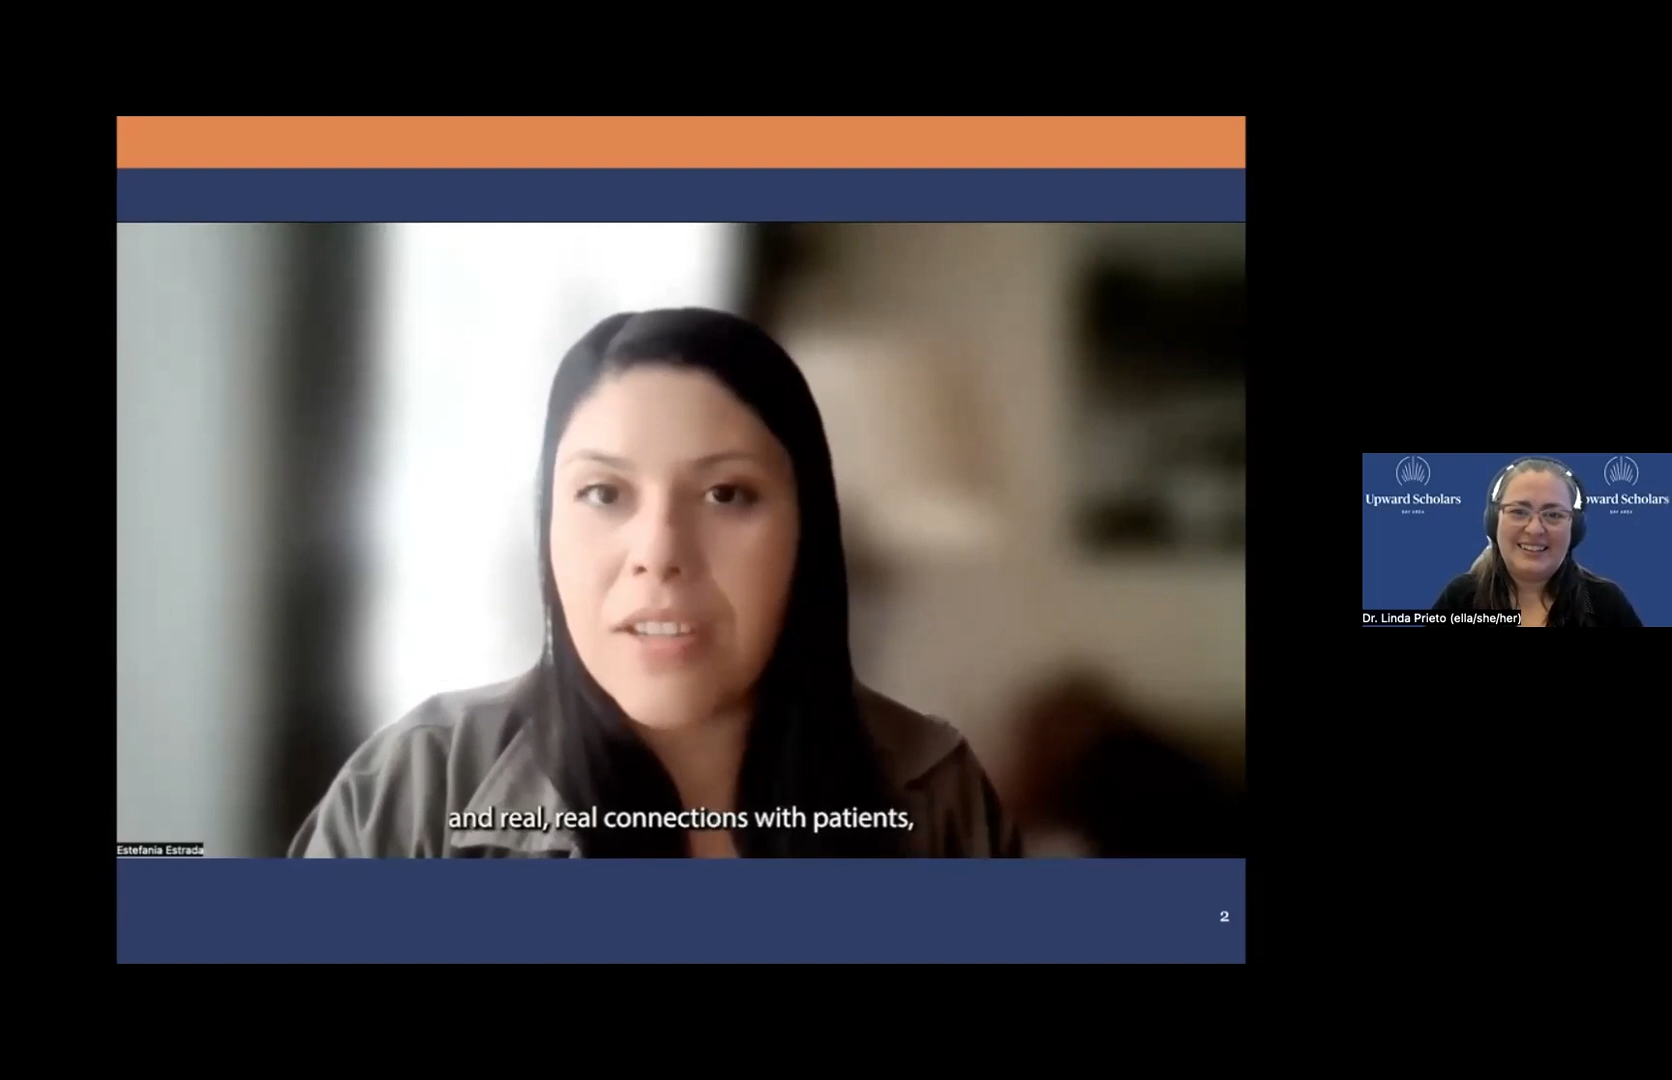 and real, real connections with patients,
Estefania Estrada
2
Upward Scholars
BAY AREA
pward Scholars
BAY AREA
Dr. Linda Prieto (ella/she/her)